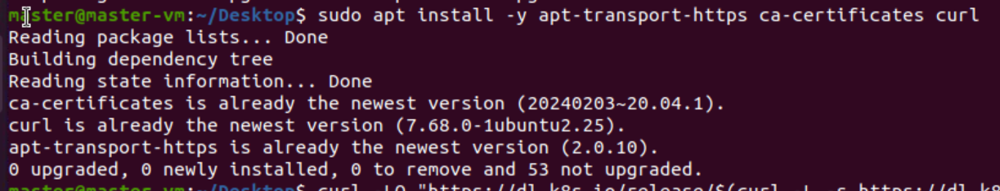 master@master-vm:~/Desktop$ sudo apt install -y apt-transport-https ca-certificates curl
Reading package lists... Done
Building dependency tree
Reading state information... Done
ca-certificates is already the newest version (20240203~20.04.1).
curl is already the newest version (7.68.0-1ubuntu2.25).
apt-transport-https is already the newest version (2.0.10).
0 upgraded, 0 newly installed, 0 to remove and 53 not upgraded.
master@master-vm:~/Desktop$ curl -LO "https://dl.k8s.io/release/$(curl -L -s https://dl.k8